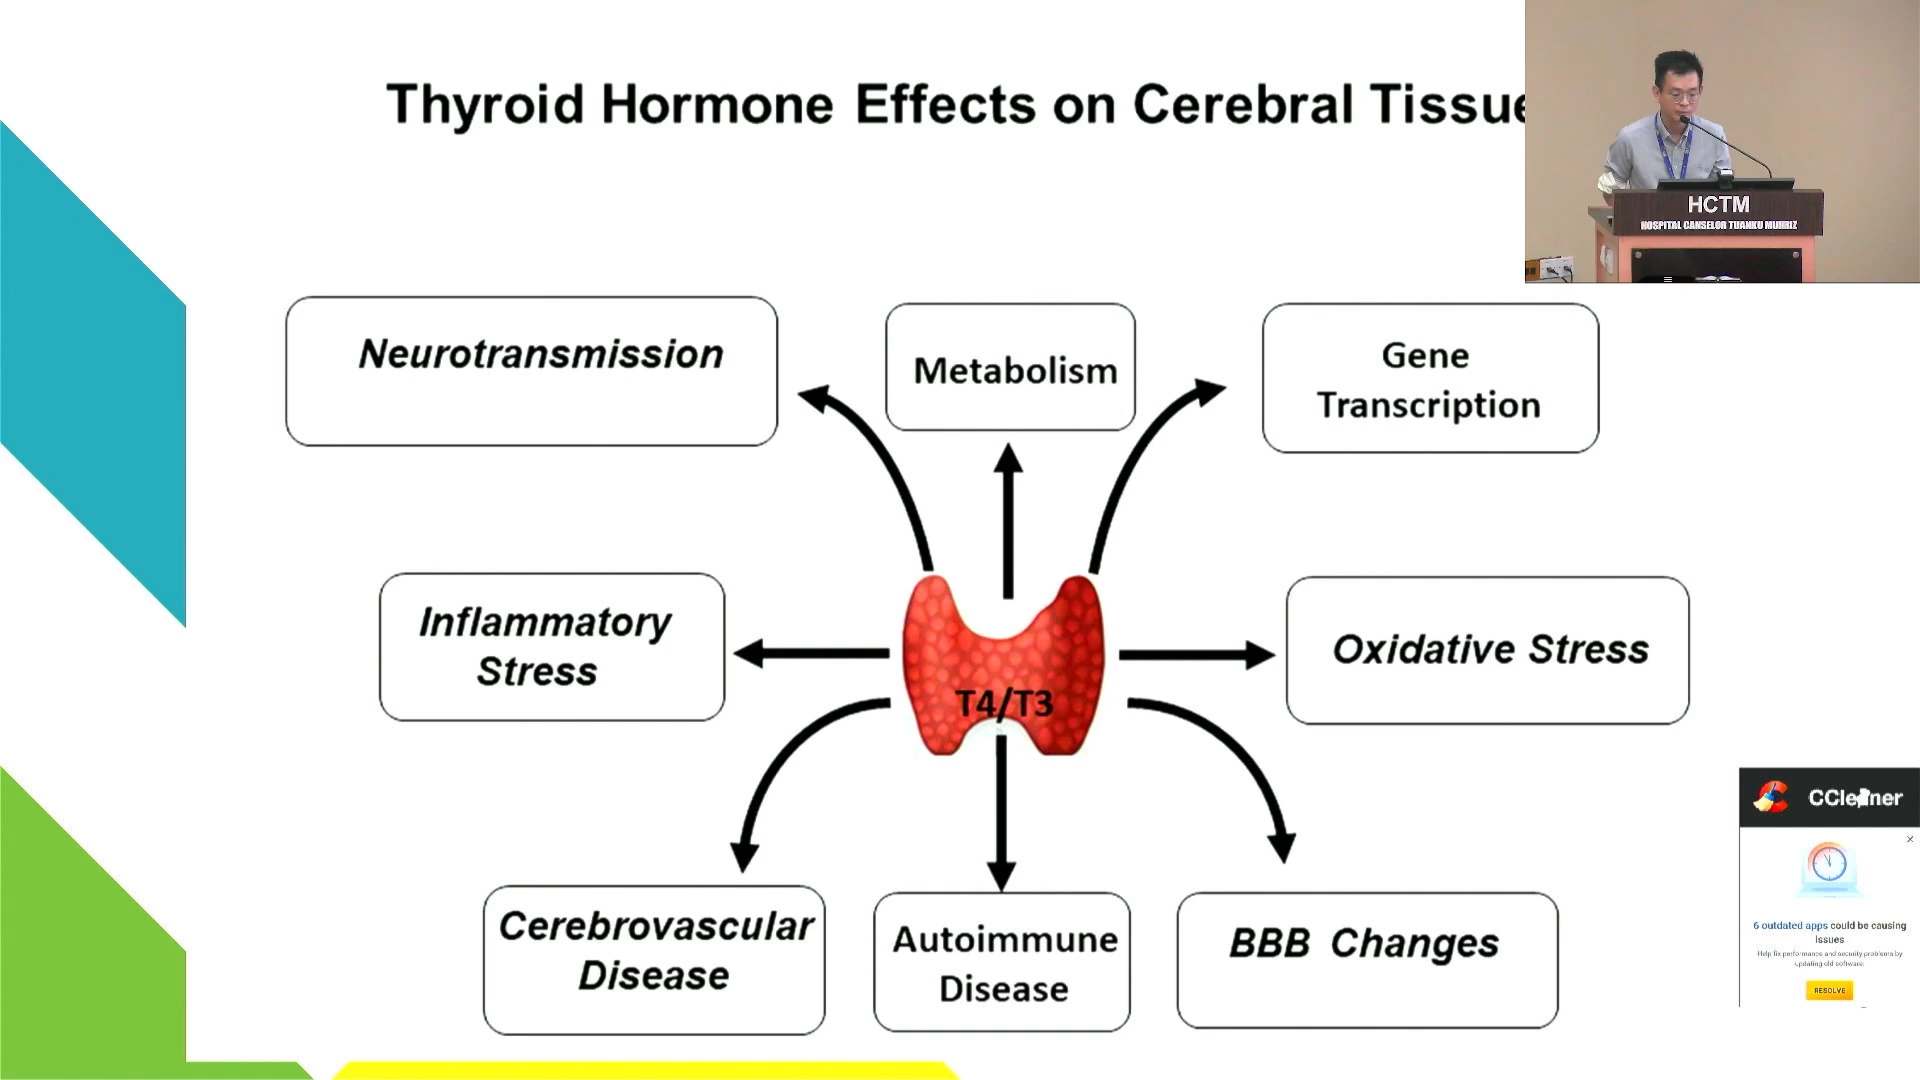 Thyroid Hormone Effects on Cerebral Tissue
HCTM
HOSPITAL CANSELOR TUANKU MUHRIZ
Neurotransmission
Metabolism
Gene
Transcription
Inflammatory
Stress
Oxidative Stress
T4/T3
Cerebrovascular
Disease
Autoimmune
Disease
BBB Changes
CCleaner
6 outdated apps could be causing
issues
Help fix performance and security problems by
updating old software.
RESOLVE